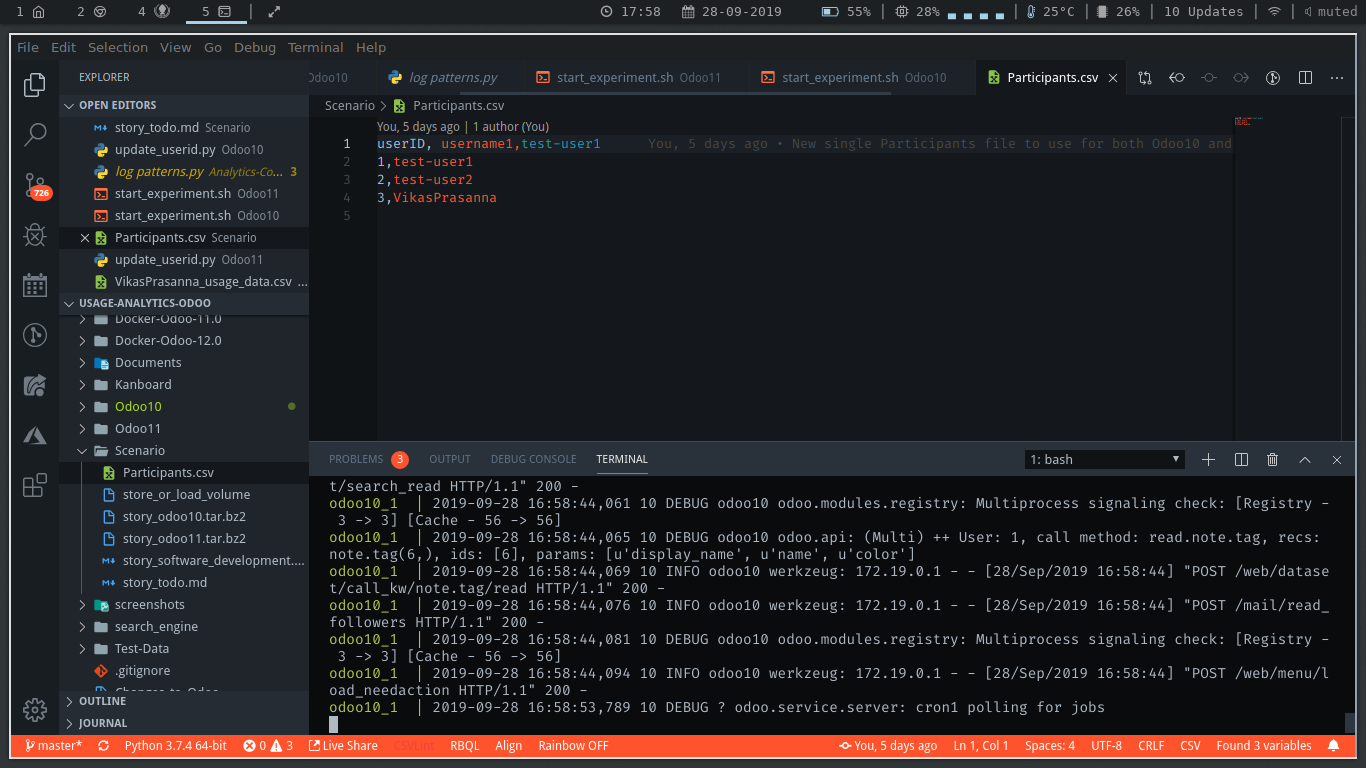 1 2 4 5 17:58 28-09-2019 55% | 28% | 25°C | 26% | 10 Updates | | muted
File Edit Selection View Go Debug Terminal Help
EXPLORER
OPEN EDITORS
story_todo.md Scenario
update_userid.py Odoo10
log patterns.py Analytics-Co... 3
start_experiment.sh Odoo11
start_experiment.sh Odoo10
Participants.csv Scenario
update_userid.py Odoo11
VikasPrasanna_usage_data.csv ...
726
USAGE-ANALYTICS-ODOO
Docker-Odoo-11.0
Docker-Odoo-12.0
Documents
Kanboard
Odoo10
Odoo11
Scenario
Participants.csv
store_or_load_volume
story_odoo10.tar.bz2
story_odoo11.tar.bz2
story_software_development....
story_todo.md
screenshots
search_engine
Test-Data
.gitignore
Changes_to_Odoo
OUTLINE
JOURNAL
Odoo10 log patterns.py start_experiment.sh Odoo11 start_experiment.sh Odoo10 Participants.csv
Scenario > Participants.csv
You, 5 days ago | 1 author (You)
1 userID, username1,test-user1 You, 5 days ago • New single Participants file to use for both Odoo10 and
2 1,test-user1
3 2,test-user2
4 3,VikasPrasanna
5
PROBLEMS 3 OUTPUT DEBUG CONSOLE TERMINAL 1: bash
t/search_read HTTP/1.1" 200 -
odoo10_1 | 2019-09-28 16:58:44,061 10 DEBUG odoo10 odoo.modules.registry: Multiprocess signaling check: [Registry -
3 -> 3] [Cache - 56 -> 56]
odoo10_1 | 2019-09-28 16:58:44,065 10 DEBUG odoo10 odoo.api: (Multi) ++ User: 1, call method: read.note.tag, recs:
note.tag(6,), ids: [6], params: [u'display_name', u'name', u'color']
odoo10_1 | 2019-09-28 16:58:44,069 10 INFO odoo10 werkzeug: 172.19.0.1 - - [28/Sep/2019 16:58:44] "POST /web/datase
t/call_kw/note.tag/read HTTP/1.1" 200 -
odoo10_1 | 2019-09-28 16:58:44,076 10 INFO odoo10 werkzeug: 172.19.0.1 - - [28/Sep/2019 16:58:44] "POST /mail/read_
followers HTTP/1.1" 200 -
odoo10_1 | 2019-09-28 16:58:44,081 10 DEBUG odoo10 odoo.modules.registry: Multiprocess signaling check: [Registry -
3 -> 3] [Cache - 56 -> 56]
odoo10_1 | 2019-09-28 16:58:44,094 10 INFO odoo10 werkzeug: 172.19.0.1 - - [28/Sep/2019 16:58:44] "POST /web/menu/l
oad_needaction HTTP/1.1" 200 -
odoo10_1 | 2019-09-28 16:58:53,789 10 DEBUG ? odoo.service.server: cron1 polling for jobs
master* Python 3.7.4 64-bit 0 3 Live Share CSVLint RBQL Align Rainbow OFF You, 5 days ago Ln 1, Col 1 Spaces: 4 UTF-8 CRLF CSV Found 3 variables